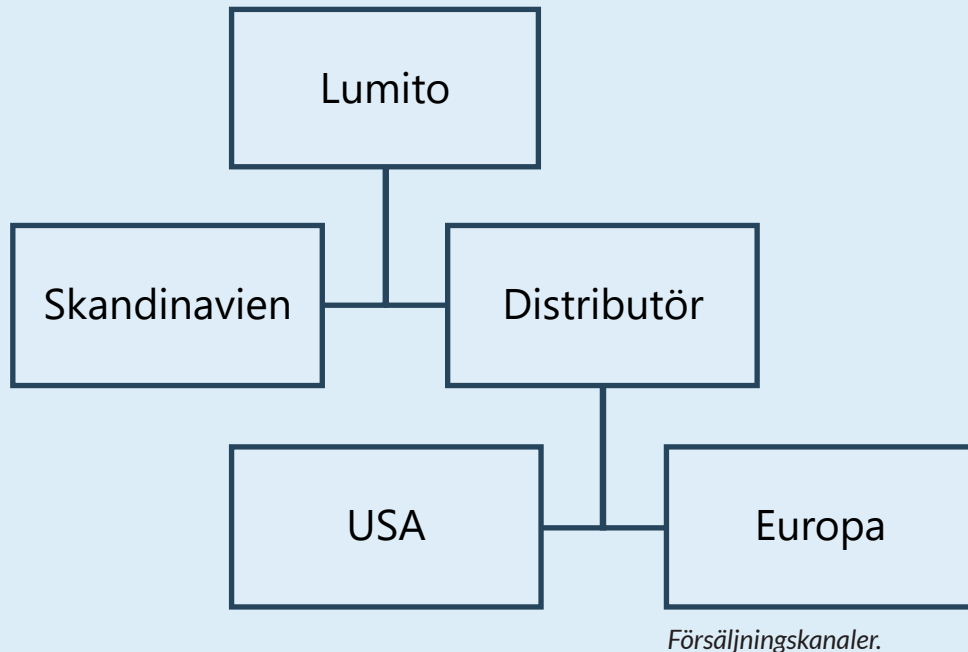 Lumito
Skandinavien
Distributör
USA
Europa
Försäljningskanaler.